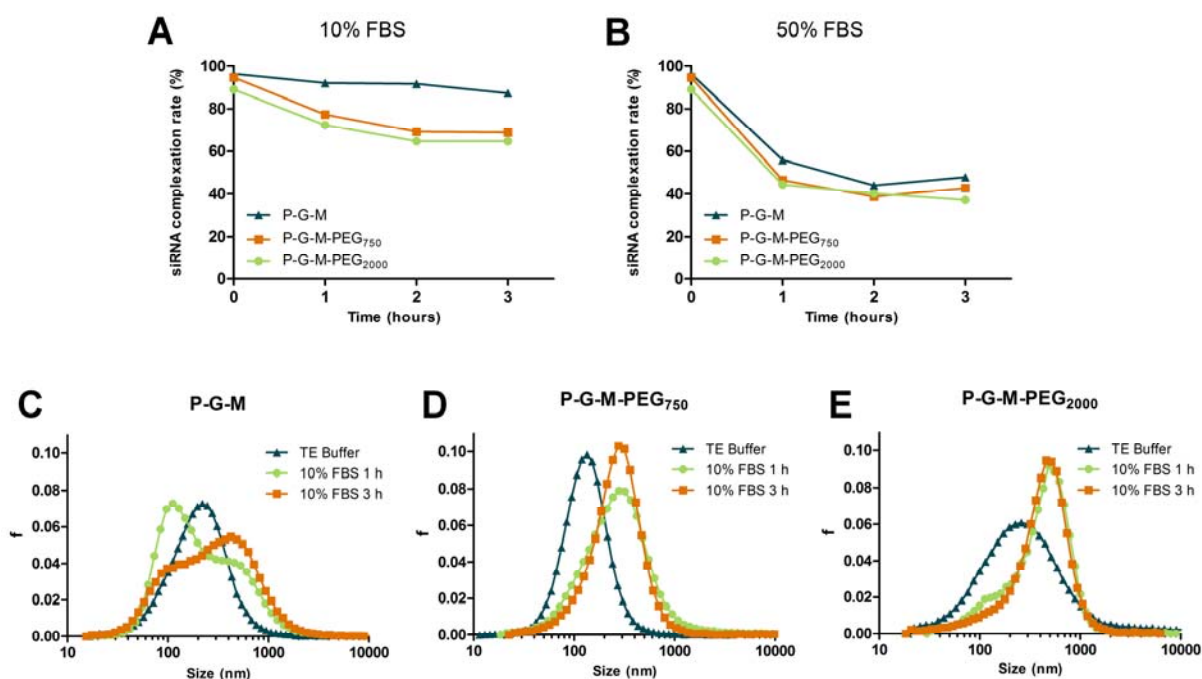 A
10% FBS
siRNA complexation rate (%)
100
80
60
40
20
0
P-G-M
P-G-M-PEG750
P-G-M-PEG2000
0 1 2 3
Time (hours)
B
50% FBS
siRNA complexation rate (%)
100
80
60
40
20
0
P-G-M
P-G-M-PEG750
P-G-M-PEG2000
0 1 2 3
Time (hours)
C
P-G-M
f
0.10
0.08
0.06
0.04
0.02
0.00
TE Buffer
10% FBS 1 h
10% FBS 3 h
10 100 1000 10000
Size (nm)
D
P-G-M-PEG750
f
0.10
0.08
0.06
0.04
0.02
0.00
TE Buffer
10% FBS 1 h
10% FBS 3 h
10 100 1000 10000
Size (nm)
E
P-G-M-PEG2000
f
0.10
0.08
0.06
0.04
0.02
0.00
TE Buffer
10% FBS 1 h
10% FBS 3 h
10 100 1000 10000
Size (nm)